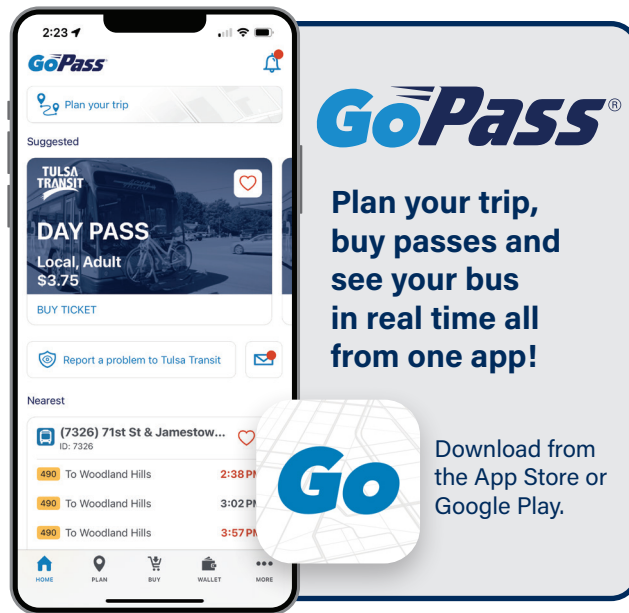 2:23
GoPass
Plan your trip
Suggested
TULSA
TRANSIT
DAY PASS
Local, Adult
$3.75
BUY TICKET
Report a problem to Tulsa Transit
Nearest
(7326) 71st St & Jamestow...
ID: 7326
490 To Woodland Hills 2:38 PM
490 To Woodland Hills 3:02 PM
490 To Woodland Hills 3:57 PM
HOME PLAN BUY WALLET MORE
GoPass®
Plan your trip,
buy passes and
see your bus
in real time all
from one app!
Go
Download from
the App Store or
Google Play.